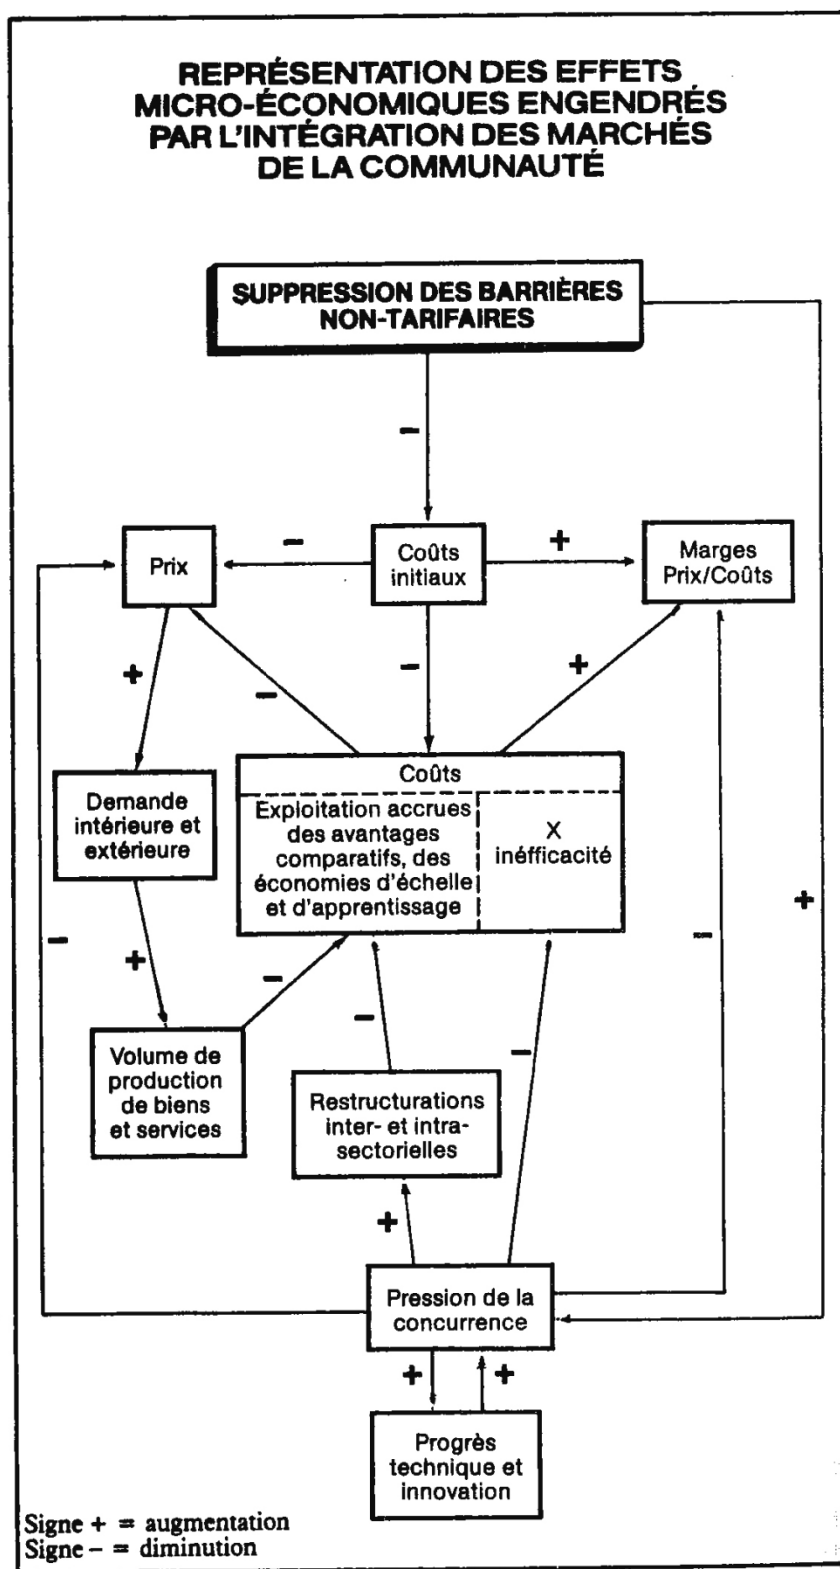 REPRÉSENTATION DES EFFETS
MICRO-ÉCONOMIQUES ENGENDRÉS
PAR L'INTÉGRATION DES MARCHÉS
DE LA COMMUNAUTÉ
SUPPRESSION DES BARRIÈRES
NON-TARIFAIRES
+
−
Prix
−
Coûts
initiaux
+
Marges
Prix/Coûts
+
−
−
+
Demande
intérieure et
extérieure
Coûts
Exploitation accrues
des avantages
comparatifs, des
économies d'échelle
et d'apprentissage
X
inéfficacité
−
+
−
−
Volume de
production
de biens
et services
−
−
Restructurations
inter- et intra-
sectorielles
+
Pression de la
concurrence
+
+
Progrès
technique et
innovation
Signe + = augmentation
Signe − = diminution